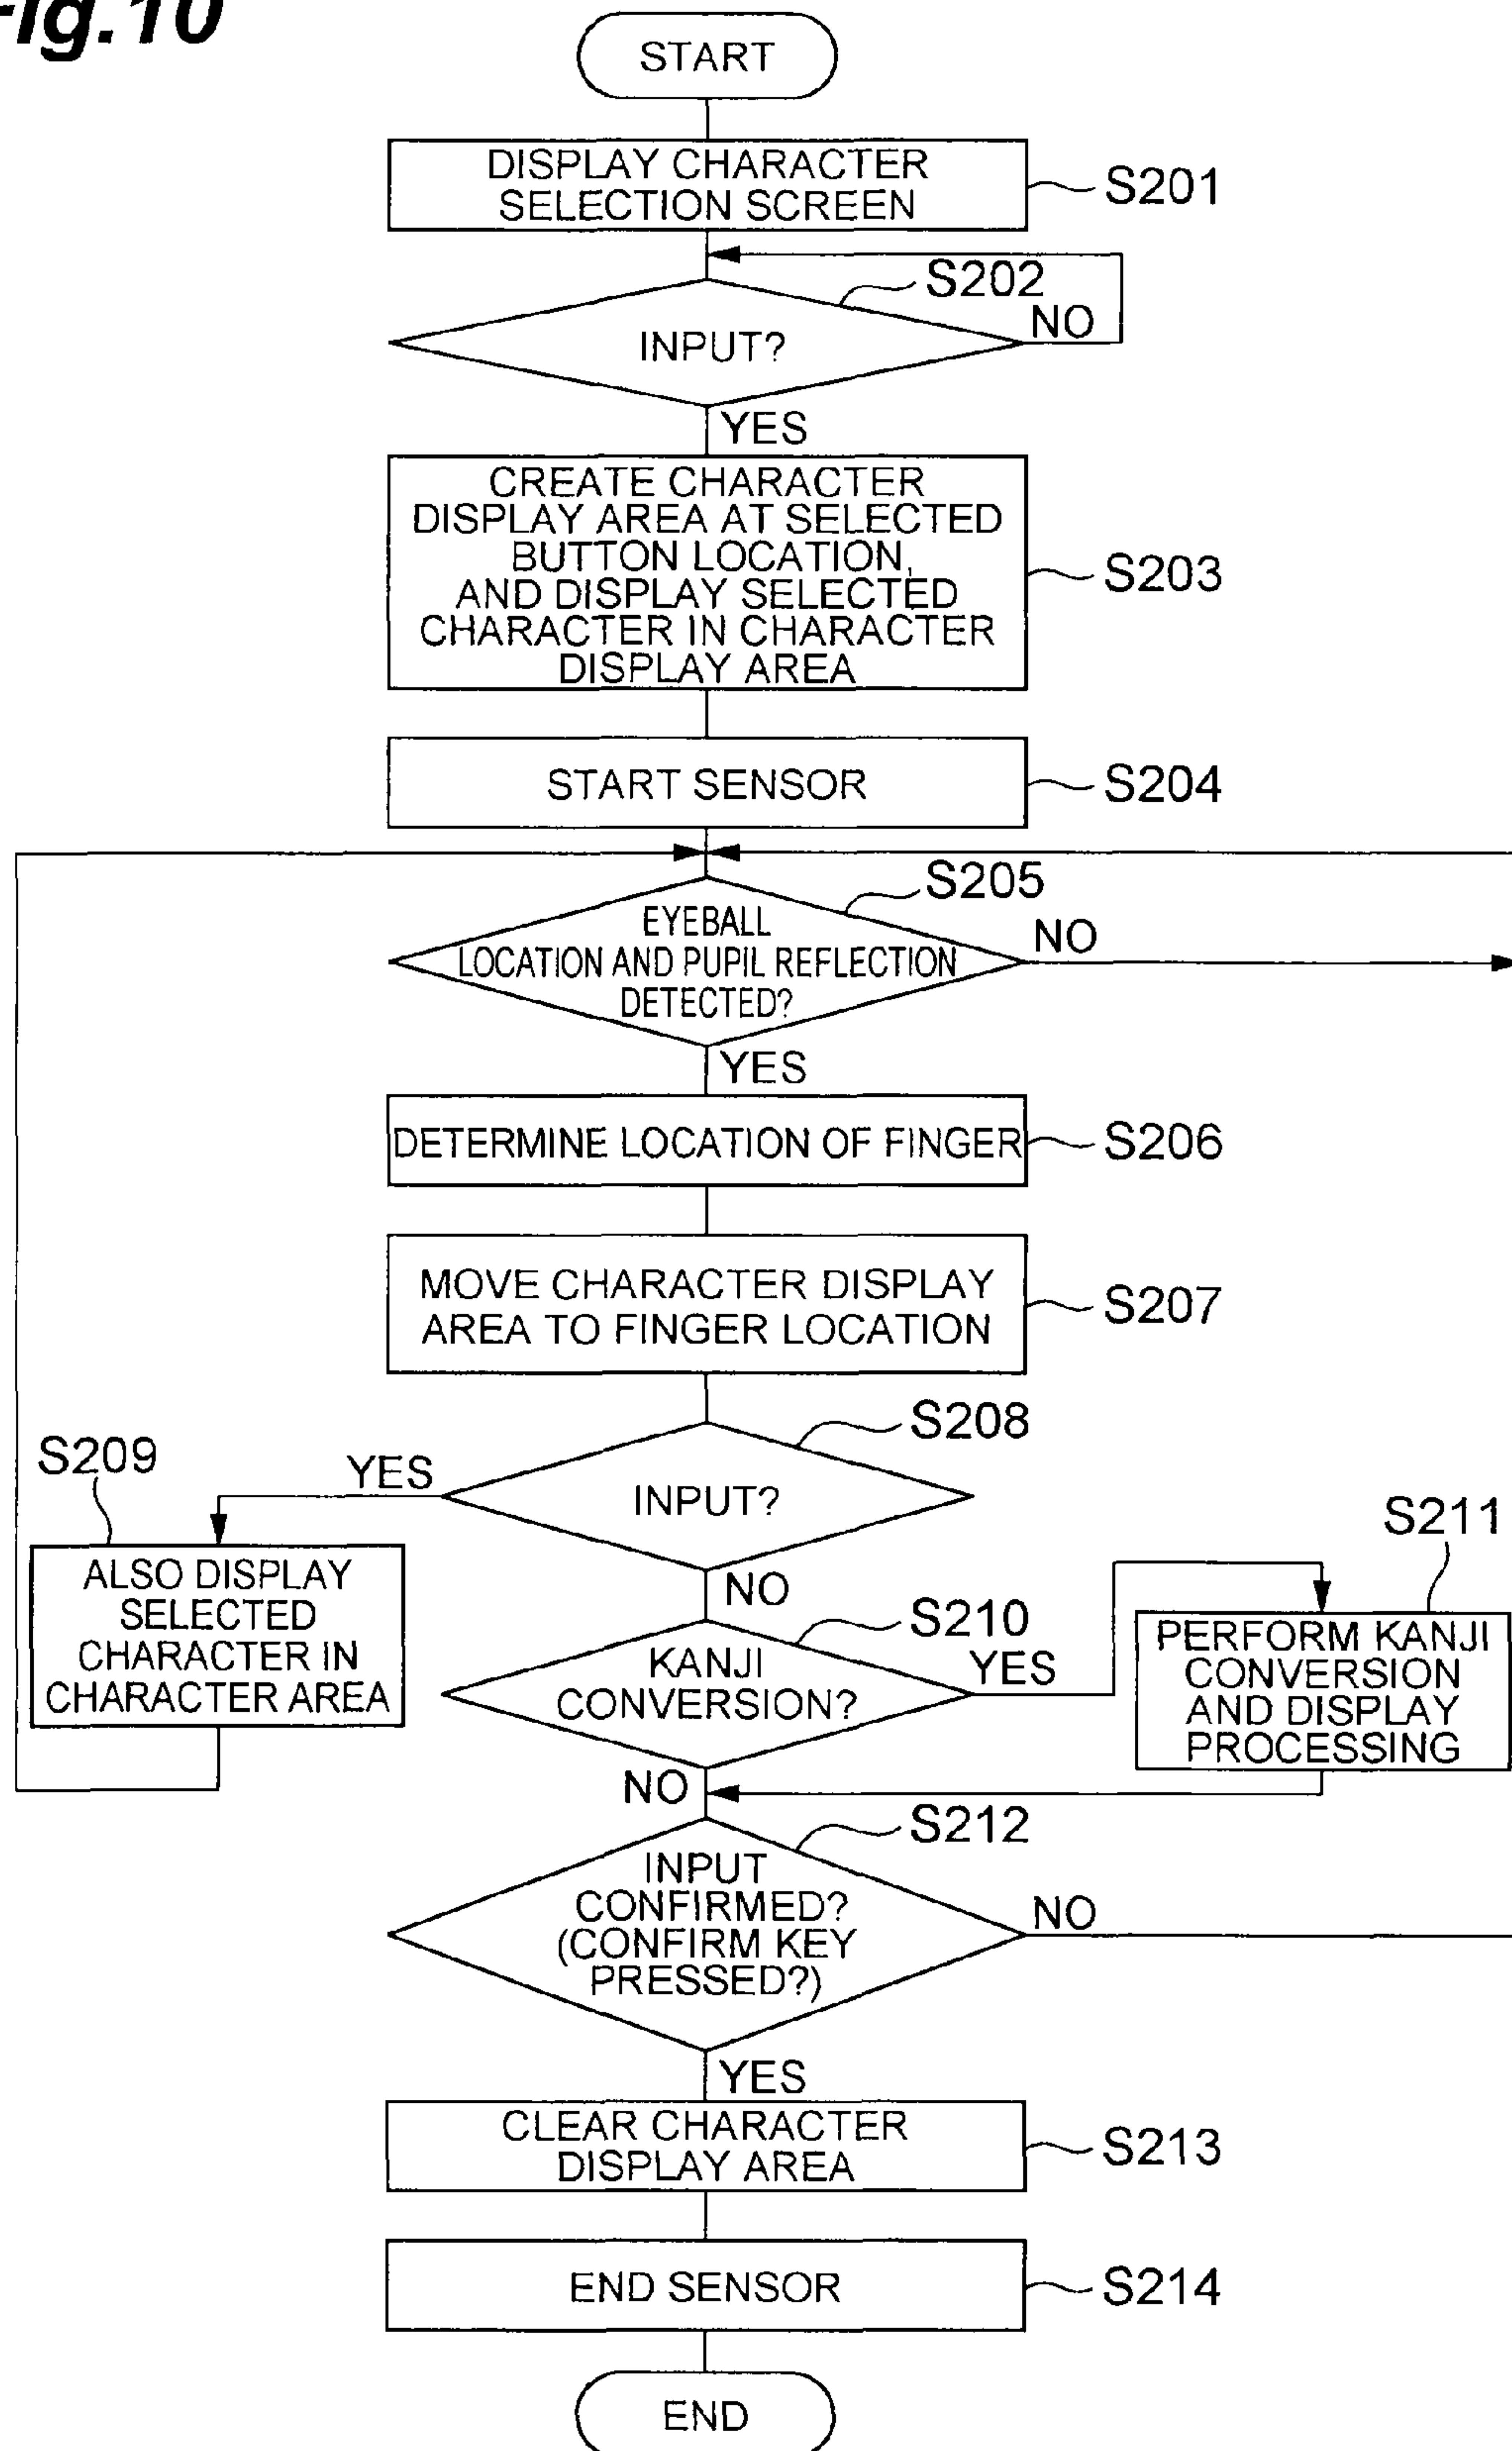 Fig.10
START
DISPLAY CHARACTER
SELECTION SCREEN
S201
S202
INPUT?
NO
YES
CREATE CHARACTER
DISPLAY AREA AT SELECTED
BUTTON LOCATION,
AND DISPLAY SELECTED
CHARACTER IN CHARACTER
DISPLAY AREA
S203
START SENSOR
S204
S205
EYEBALL
LOCATION AND PUPIL REFLECTION
DETECTED?
NO
YES
DETERMINE LOCATION OF FINGER
S206
MOVE CHARACTER DISPLAY
AREA TO FINGER LOCATION
S207
S208
INPUT?
YES
S209
ALSO DISPLAY
SELECTED
CHARACTER IN
CHARACTER AREA
NO
S210
KANJI
CONVERSION?
YES
S211
PERFORM KANJI
CONVERSION
AND DISPLAY
PROCESSING
NO
S212
INPUT
CONFIRMED?
(CONFIRM KEY
PRESSED?)
NO
YES
CLEAR CHARACTER
DISPLAY AREA
S213
END SENSOR
S214
END